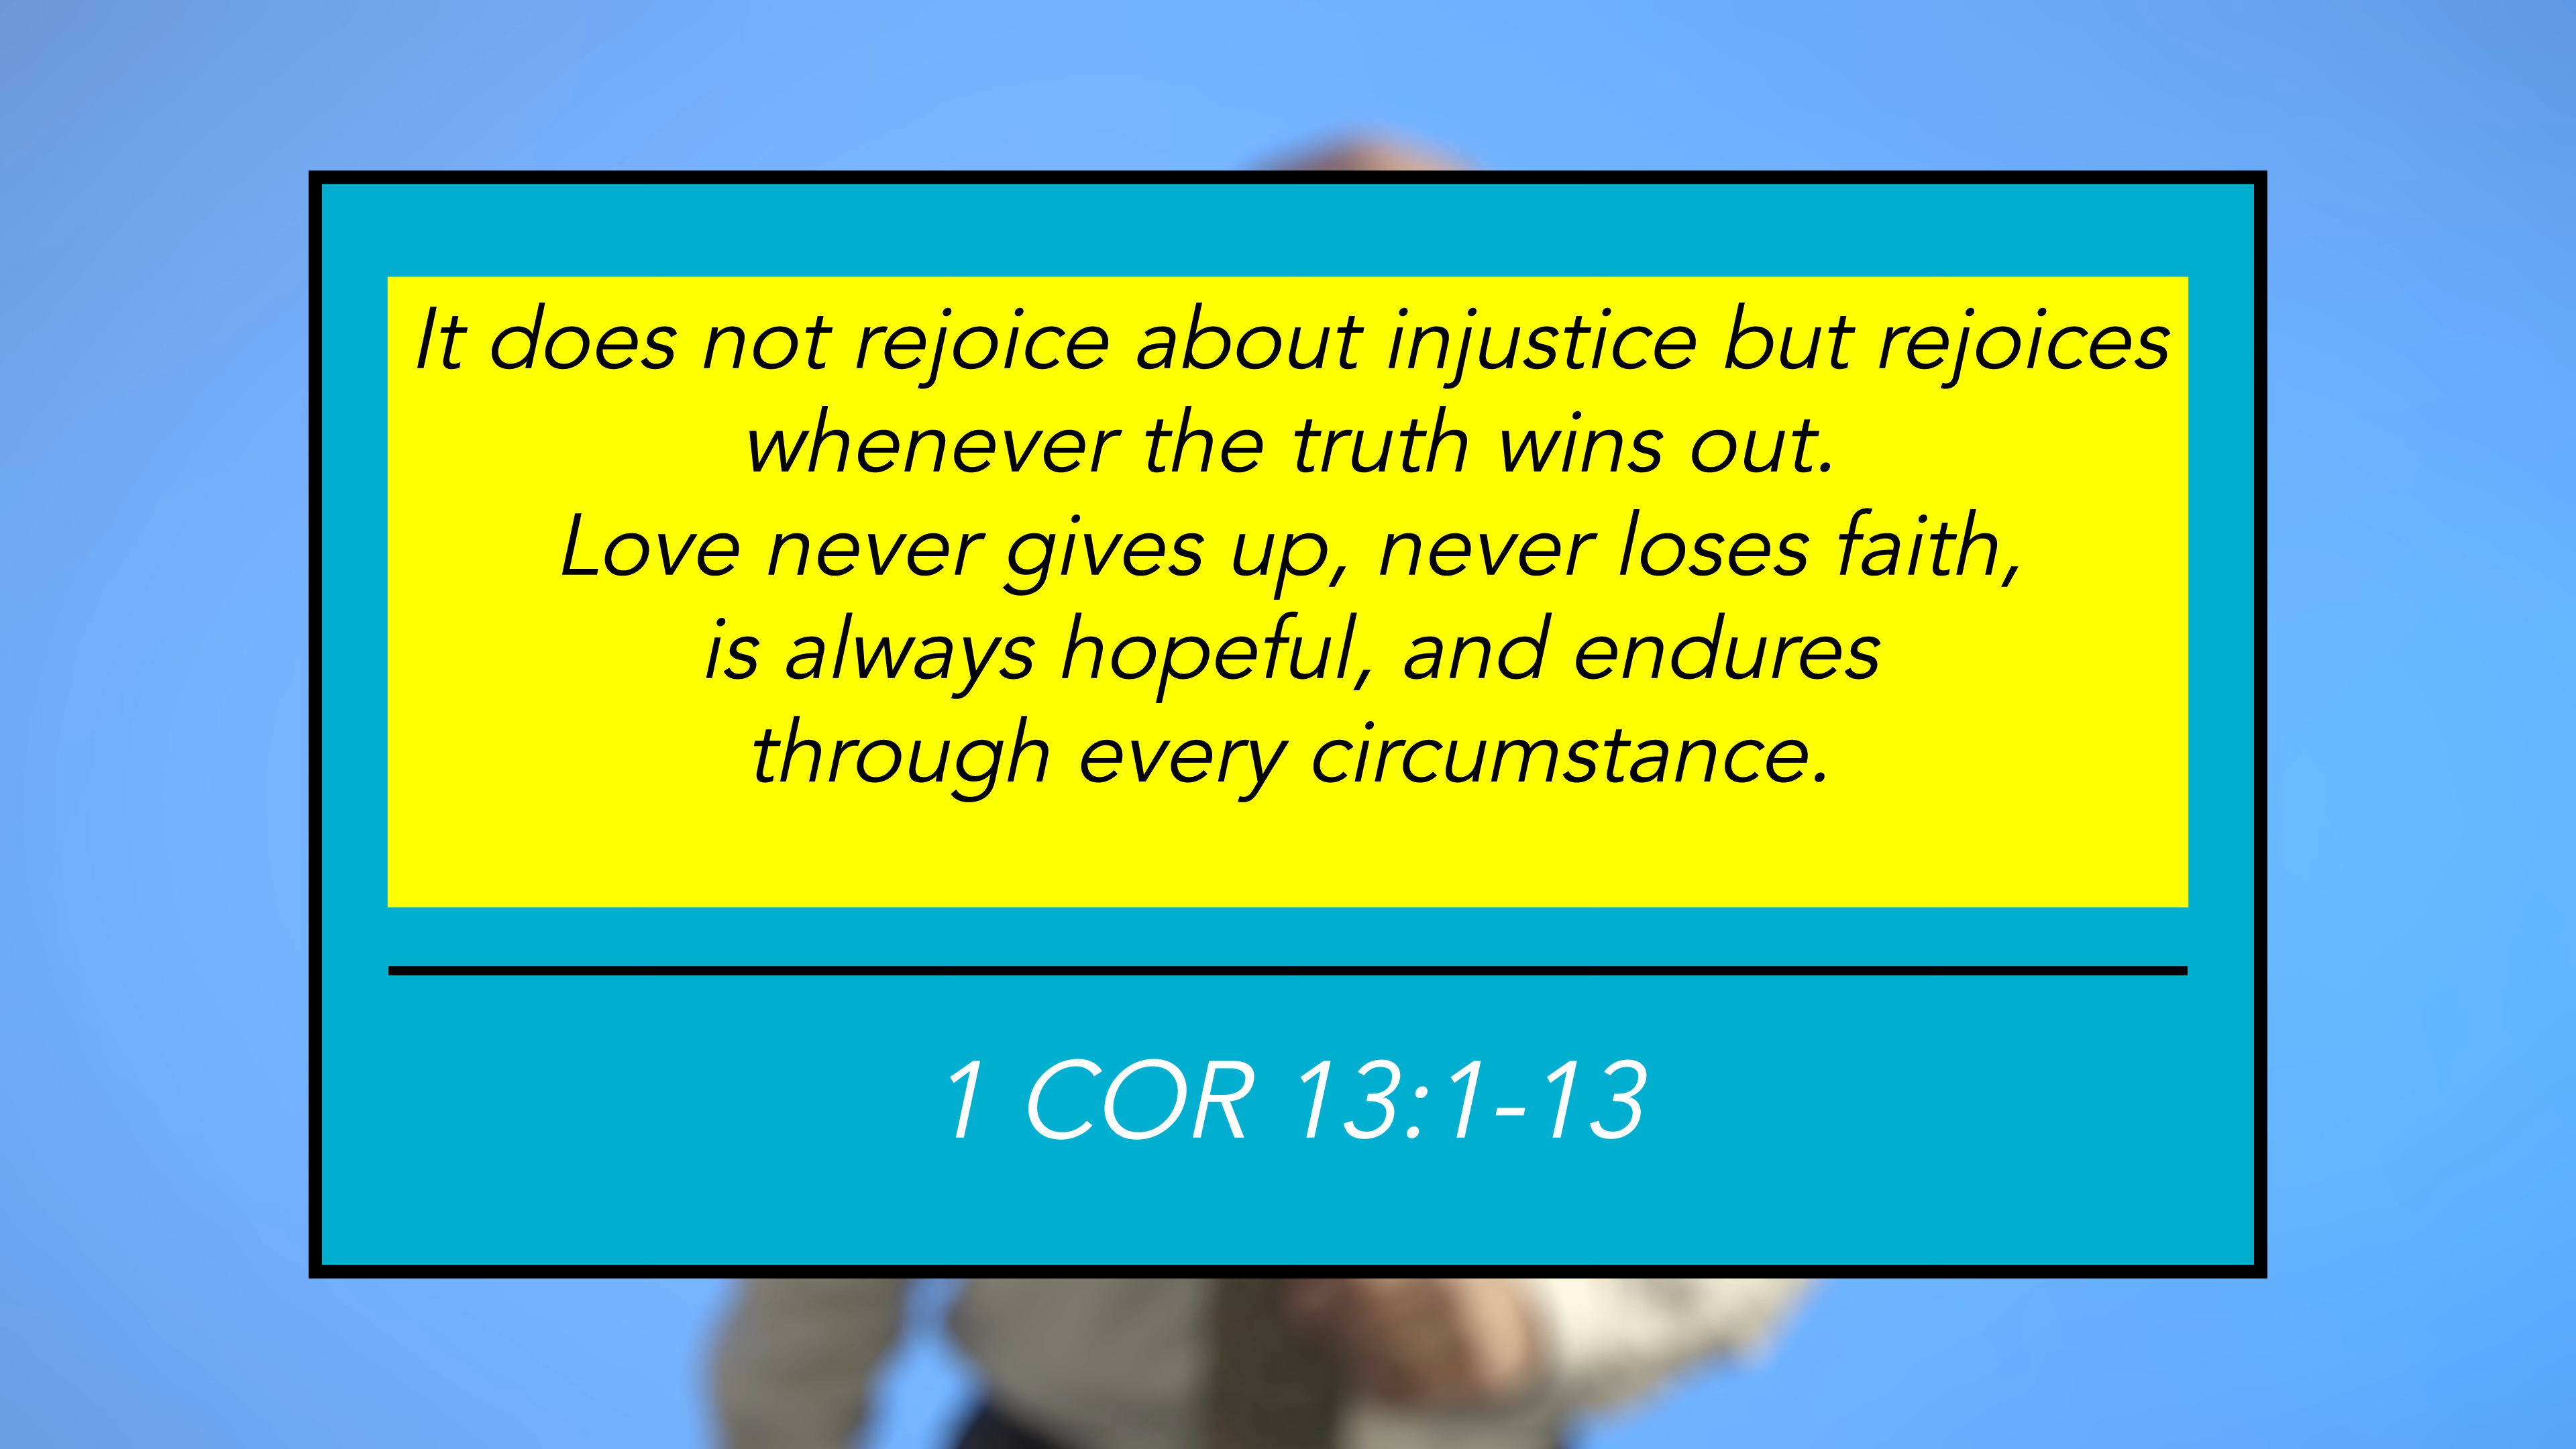 It does not rejoice about injustice but rejoices
whenever the truth wins out.
Love never gives up, never loses faith,
is always hopeful, and endures
through every circumstance.
1 COR 13:1-13